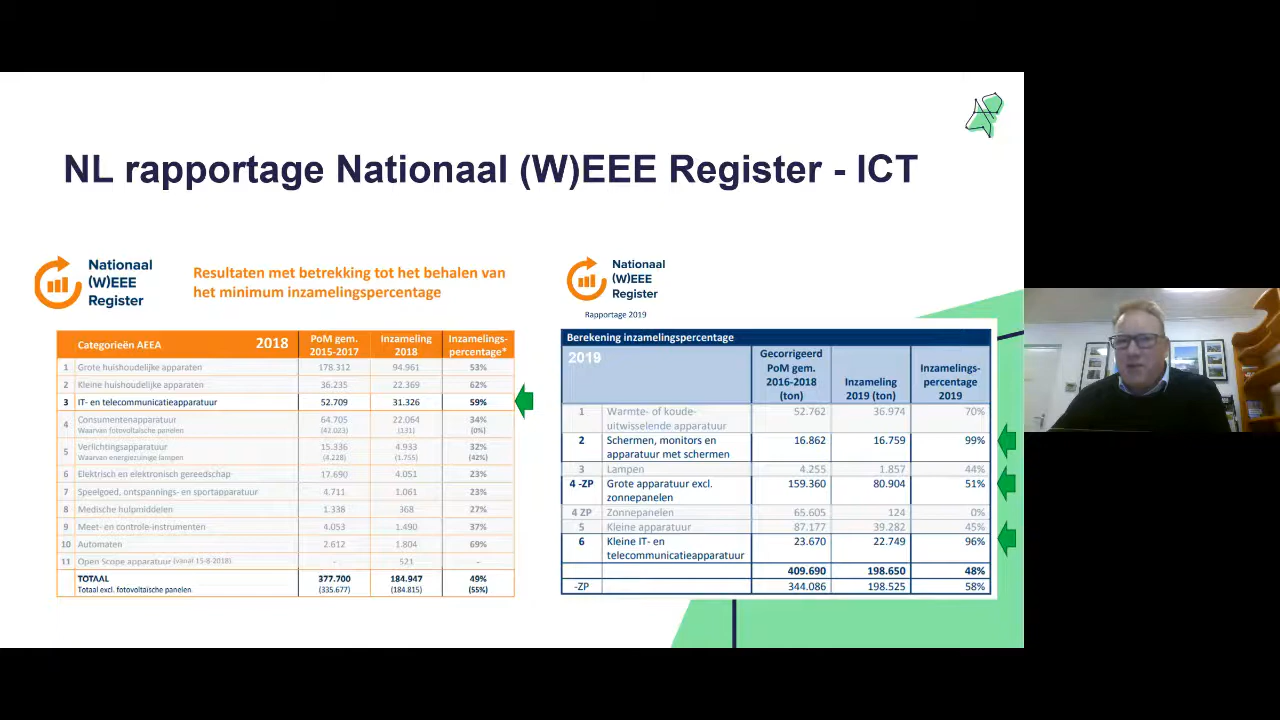 NL rapportage Nationaal (W)EEE Register - ICT
Nationaal
(W)EEE
Register
Resultaten met betrekking tot het behalen van
het minimum inzamelingspercentage
Categorieën AEEA 2018 PoM gem. 2015-2017 Inzameling 2018 Inzamelings-percentage*
1 Grote huishoudelijke apparaten 178.312 94.961 53%
2 Kleine huishoudelijke apparaten 36.235 22.369 62%
3 IT- en telecommunicatieapparatuur 52.709 31.326 59%
4 Consumentenapparatuur 64.705 22.064 34%
Waarvan fotovoltaïsche panelen (42.023) (131) (0%)
5 Verlichtingsapparatuur 15.336 4.933 32%
Waarvan energiezuinige lampen (4.228) (1.755) (42%)
6 Elektrisch en elektronisch gereedschap 17.690 4.051 23%
7 Speelgoed, ontspannings- en sportapparatuur 4.711 1.061 23%
8 Medische hulpmiddelen 1.338 368 27%
9 Meet- en controle-instrumenten 4.053 1.490 37%
10 Automaten 2.612 1.804 69%
11 Open Scope apparatuur (vanaf 15-8-2018) - 521 -
TOTAAL 377.700 184.947 49%
Totaal excl. fotovoltaïsche panelen (335.677) (184.815) (55%)
Nationaal
(W)EEE
Register
Rapportage 2019
Berekening inzamelingspercentage
2019 Gecorrigeerd PoM gem. 2016-2018 (ton) Inzameling 2019 (ton) Inzamelings-percentage 2019
1 Warmte- of koude- 52.762 36.974 70%
uitwisselende apparatuur
2 Schermen, monitors en 16.862 16.759 99%
apparatuur met schermen
3 Lampen 4.255 1.857 44%
4 -ZP Grote apparatuur excl. 159.360 80.904 51%
zonnepanelen
4 ZP Zonnepanelen 65.605 124 0%
5 Kleine apparatuur 87.177 39.282 45%
6 Kleine IT- en 23.670 22.749 96%
telecommunicatieapparatuur
409.690 198.650 48%
-ZP 344.086 198.525 58%